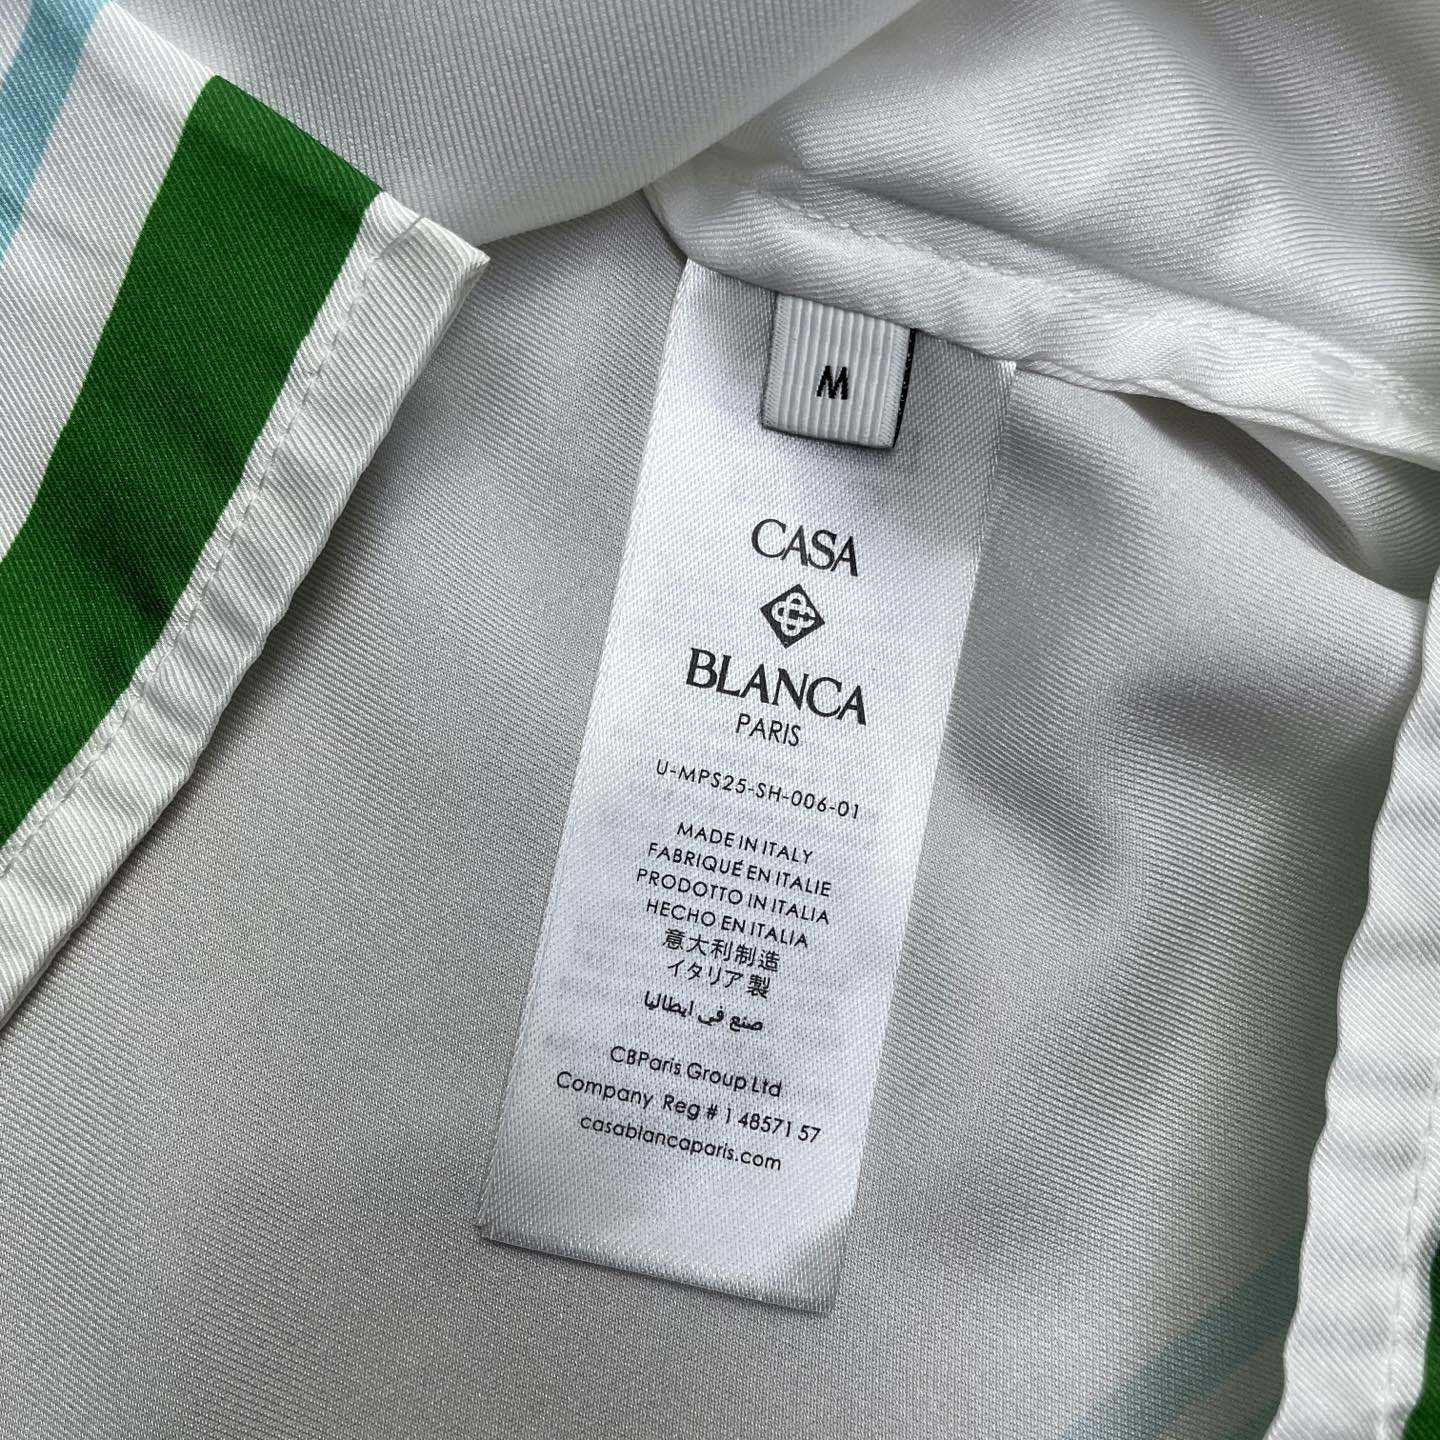 M
CASA
BLANCA
PARIS
U-MPS25-SH-006-01
MADE IN ITALY
FABRIQUÉ EN ITALIE
PRODOTTO IN ITALIA
HECHO EN ITALIA
意大利制造
イタリア製
صنع في ايطاليا
CBParis Group Ltd
Company Reg # 1 48571 57
casablancaparis.com